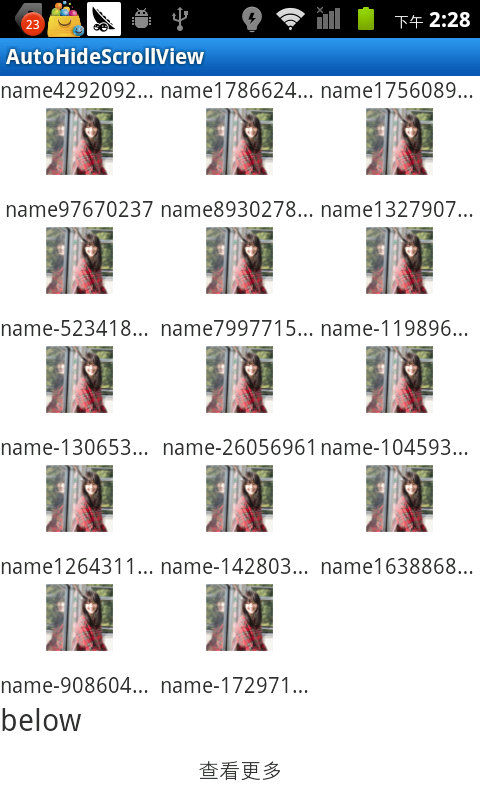 23 下午 2:28
AutoHideScrollView
name4292092... name1786624... name1756089...
name97670237 name8930278... name1327907...
name-523418... name7997715... name-119896...
name-130653... name-26056961 name-104593...
name1264311... name-142803... name1638868...
name-908604... name-172971...
below
查看更多